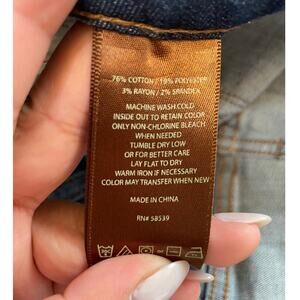 76% COTTON / 19% POLYESTER
3% RAYON / 2% SPANDEX
MACHINE WASH COLD
INSIDE OUT TO RETAIN COLOR
ONLY NON-CHLORINE BLEACH
WHEN NEEDED
TUMBLE DRY LOW
OR FOR BETTER CARE
LAY FLAT TO DRY
WARM IRON IF NECESSARY
COLOR MAY TRANSFER WHEN NEW
MADE IN CHINA
RN# 58539